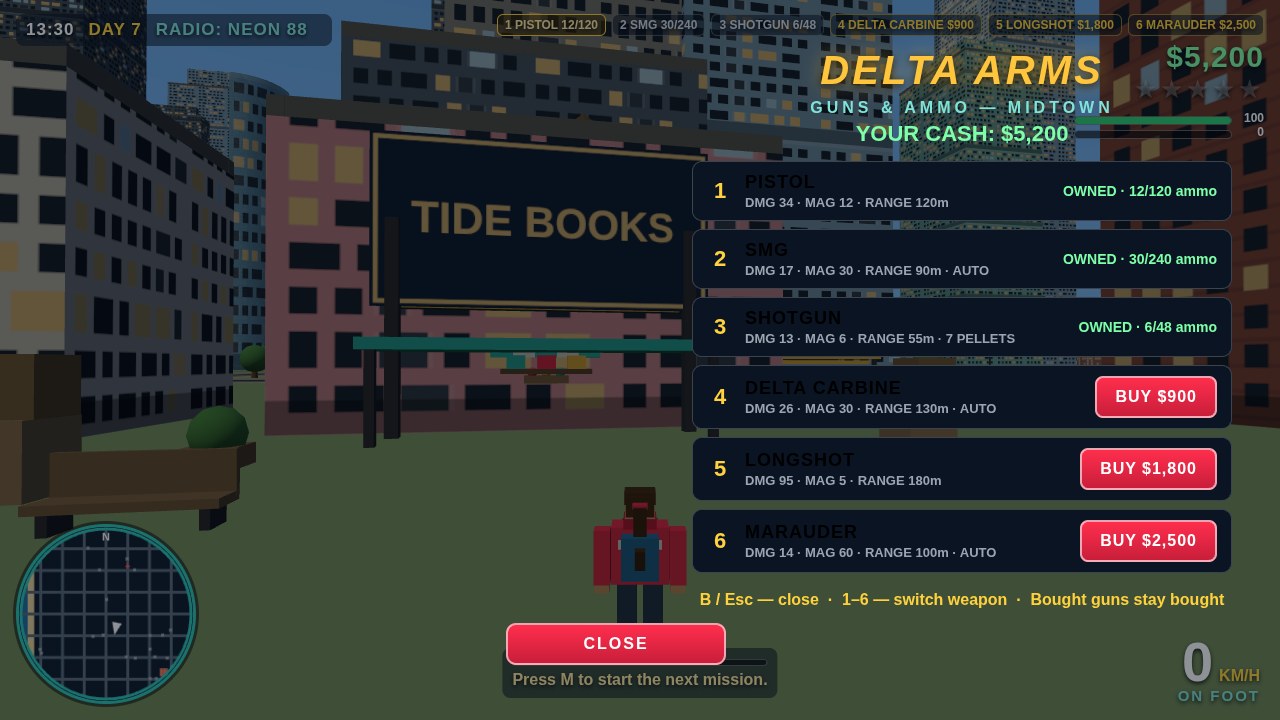 13:30 DAY 7 RADIO: NEON 88
1 PISTOL 12/120 2 SMG 30/240 3 SHOTGUN 6/48 4 DELTA CARBINE $900 5 LONGSHOT $1,800 6 MARAUDER $2,500
$5,200
DELTA ARMS
GUNS & AMMO — MIDTOWN
YOUR CASH: $5,200
100
0
1 PISTOL
DMG 34 · MAG 12 · RANGE 120m
OWNED · 12/120 ammo
2 SMG
DMG 17 · MAG 30 · RANGE 90m · AUTO
OWNED · 30/240 ammo
3 SHOTGUN
DMG 13 · MAG 6 · RANGE 55m · 7 PELLETS
OWNED · 6/48 ammo
4 DELTA CARBINE
DMG 26 · MAG 30 · RANGE 130m · AUTO
BUY $900
5 LONGSHOT
DMG 95 · MAG 5 · RANGE 180m
BUY $1,800
6 MARAUDER
DMG 14 · MAG 60 · RANGE 100m · AUTO
BUY $2,500
B / Esc — close · 1–6 — switch weapon · Bought guns stay bought
CLOSE
Press M to start the next mission.
TIDE BOOKS
N
0 KM/H
ON FOOT